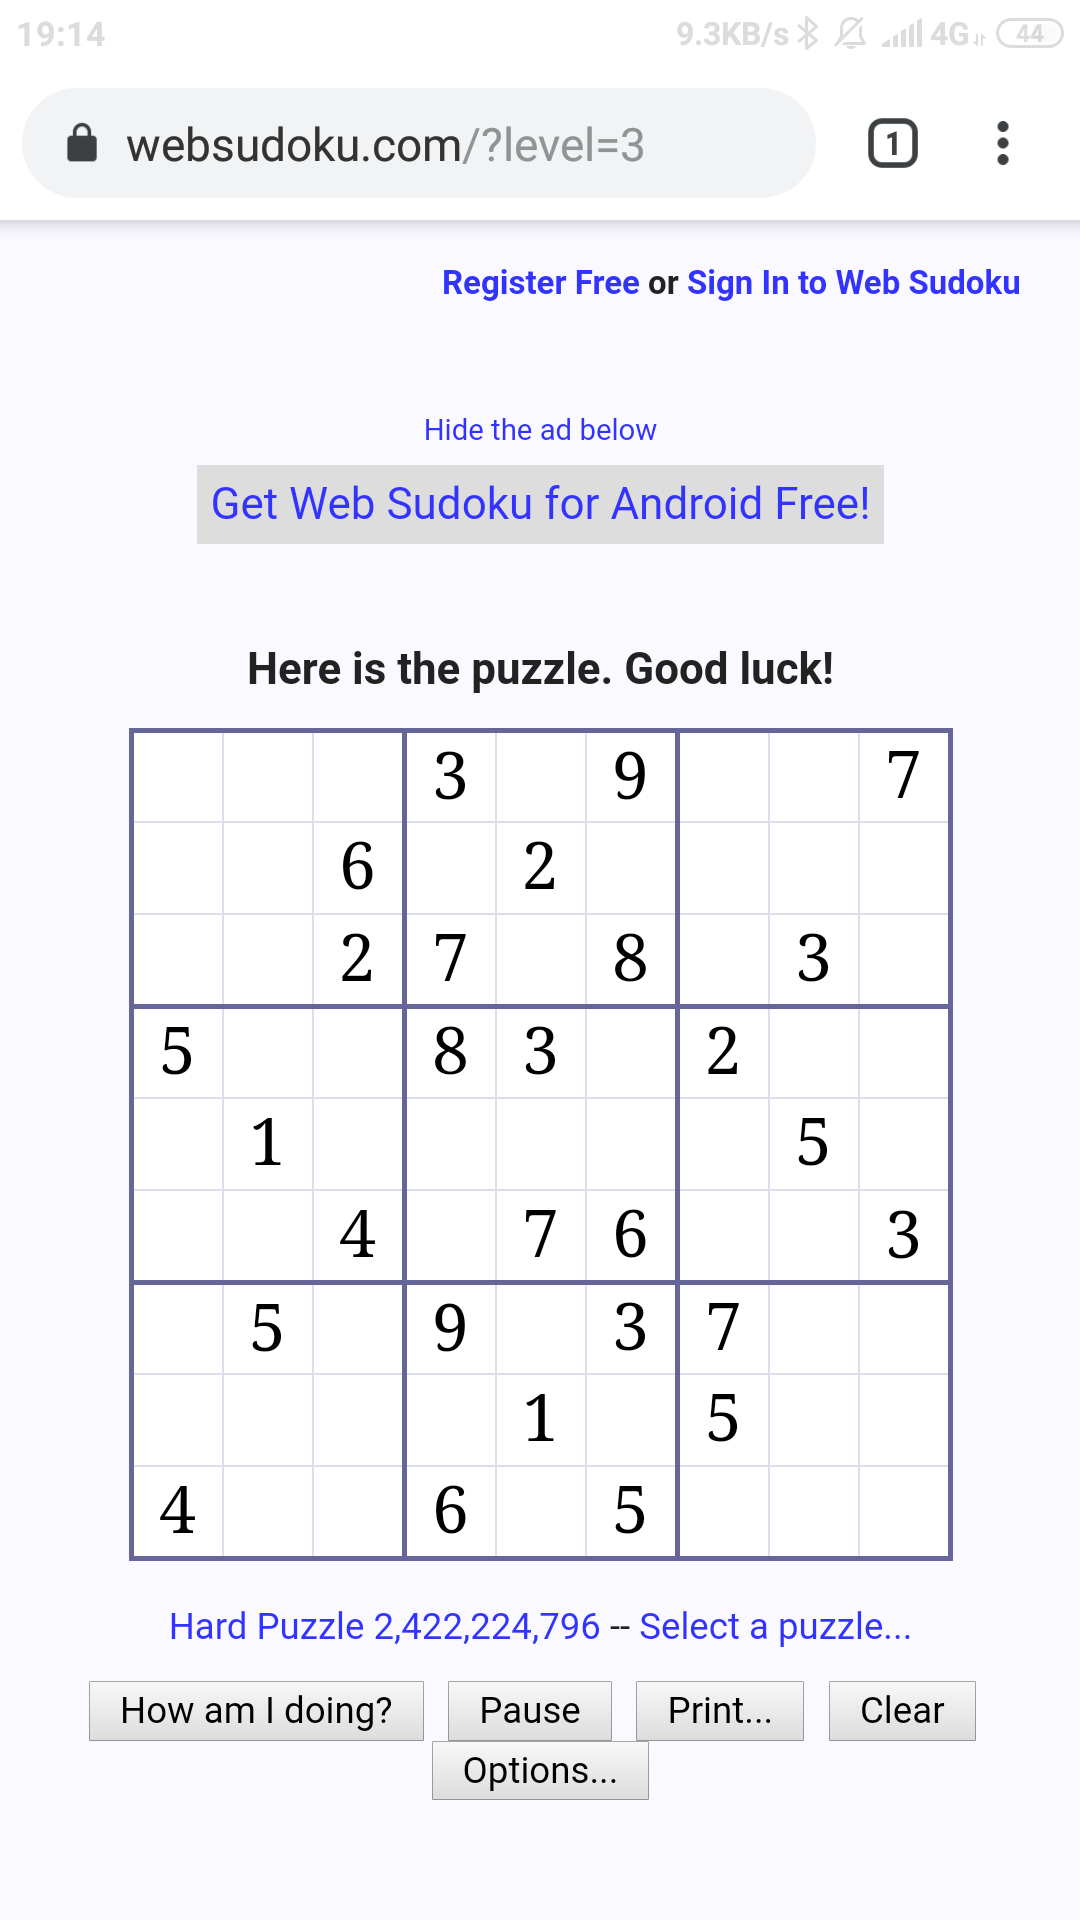 19:14 9.3KB/s 4G 44
websudoku.com/?level=3 1
Register Free or Sign In to Web Sudoku
Hide the ad below
Get Web Sudoku for Android Free!
Here is the puzzle. Good luck!
3 9 7
6 2
2 7 8 3
5 8 3 2
1 5
4 7 6 3
5 9 3 7
1 5
4 6 5
Hard Puzzle 2,422,224,796 -- Select a puzzle...
How am I doing? Pause Print... Clear
Options...